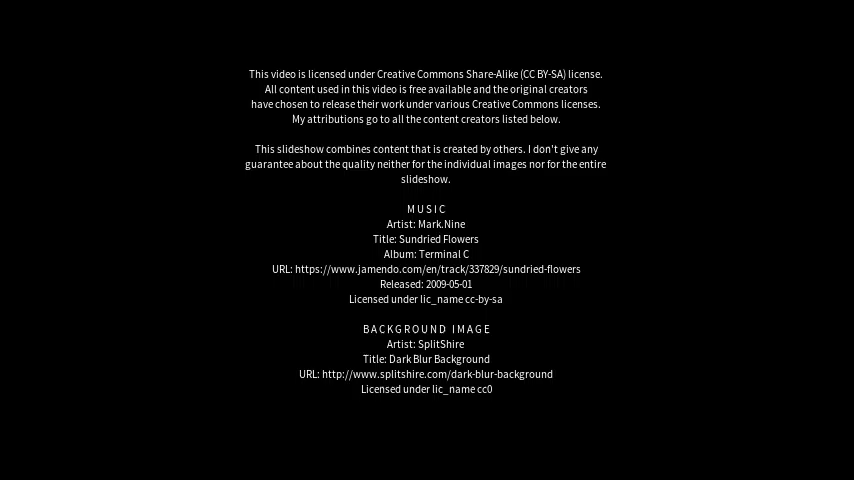 This video is licensed under Creative Commons Share-Alike (CC BY-SA) license.
All content used in this video is free available and the original creators
have chosen to release their work under various Creative Commons licenses.
My attributions go to all the content creators listed below.
This slideshow combines content that is created by others. I don't give any
guarantee about the quality neither for the individual images nor for the entire
slideshow.
MUSIC
Artist: Mark.Nine
Title: Sundried Flowers
Album: Terminal C
URL: https://www.jamendo.com/en/track/337829/sundried-flowers
Released: 2009-05-01
Licensed under lic_name cc-by-sa
BACKGROUND IMAGE
Artist: SplitShire
Title: Dark Blur Background
URL: http://www.splitshire.com/dark-blur-background
Licensed under lic_name cc0